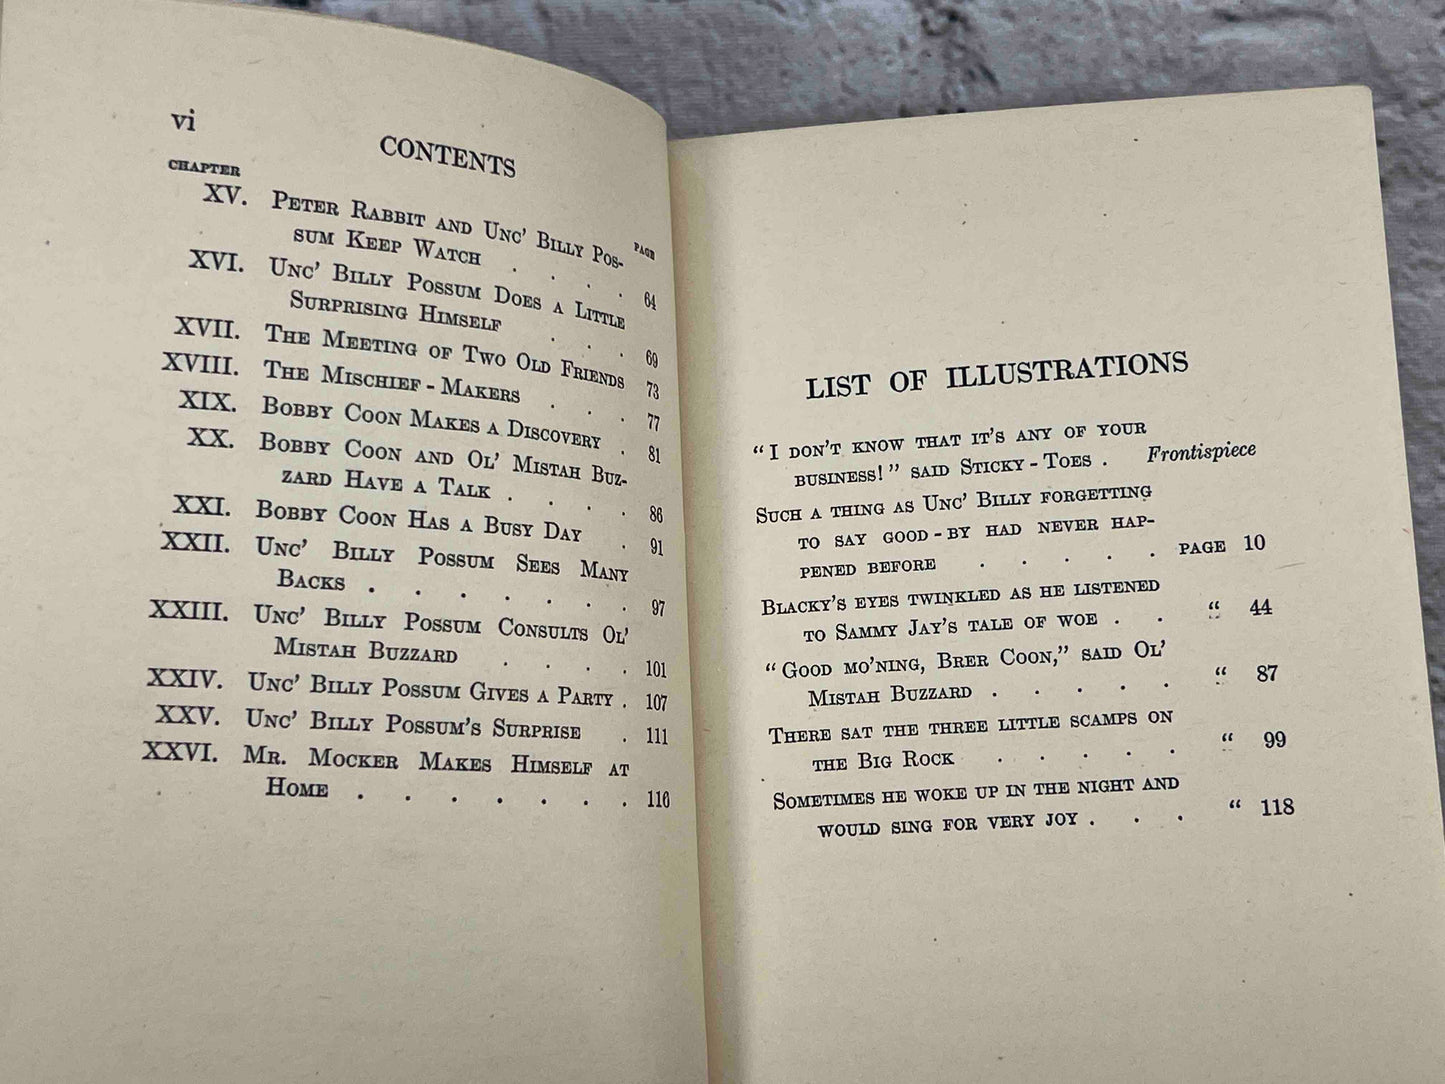 vi
CONTENTS
CHAPTER
PAGE
XV. PETER RABBIT AND UNC' BILLY POS-
SUM KEEP WATCH . . . . 64
XVI. UNC' BILLY POSSUM DOES A LITTLE
SURPRISING HIMSELF . . . 69
XVII. THE MEETING OF TWO OLD FRIENDS 73
XVIII. THE MISCHIEF-MAKERS . . . 77
XIX. BOBBY COON MAKES A DISCOVERY . 81
XX. BOBBY COON AND OL' MISTAH BUZ-
ZARD HAVE A TALK . . . . 86
XXI. BOBBY COON HAS A BUSY DAY . 91
XXII. UNC' BILLY POSSUM SEES MANY
BACKS . . . . . . . 97
XXIII. UNC' BILLY POSSUM CONSULTS OL'
MISTAH BUZZARD . . . . 101
XXIV. UNC' BILLY POSSUM GIVES A PARTY . 107
XXV. UNC' BILLY POSSUM'S SURPRISE . 111
XXVI. MR. MOCKER MAKES HIMSELF AT
HOME . . . . . . . 116
LIST OF ILLUSTRATIONS
"I DON'T KNOW THAT IT'S ANY OF YOUR
BUSINESS!" SAID STICKY-TOES . Frontispiece
SUCH A THING AS UNC' BILLY FORGETTING
TO SAY GOOD-BY HAD NEVER HAP-
PENED BEFORE . . . . . PAGE 10
BLACKY'S EYES TWINKLED AS HE LISTENED
TO SAMMY JAY'S TALE OF WOE . . " 44
"GOOD MO'NING, BRER COON," SAID OL'
MISTAH BUZZARD . . . . . " 87
THERE SAT THE THREE LITTLE SCAMPS ON
THE BIG ROCK . . . . . " 99
SOMETIMES HE WOKE UP IN THE NIGHT AND
WOULD SING FOR VERY JOY . . . " 118